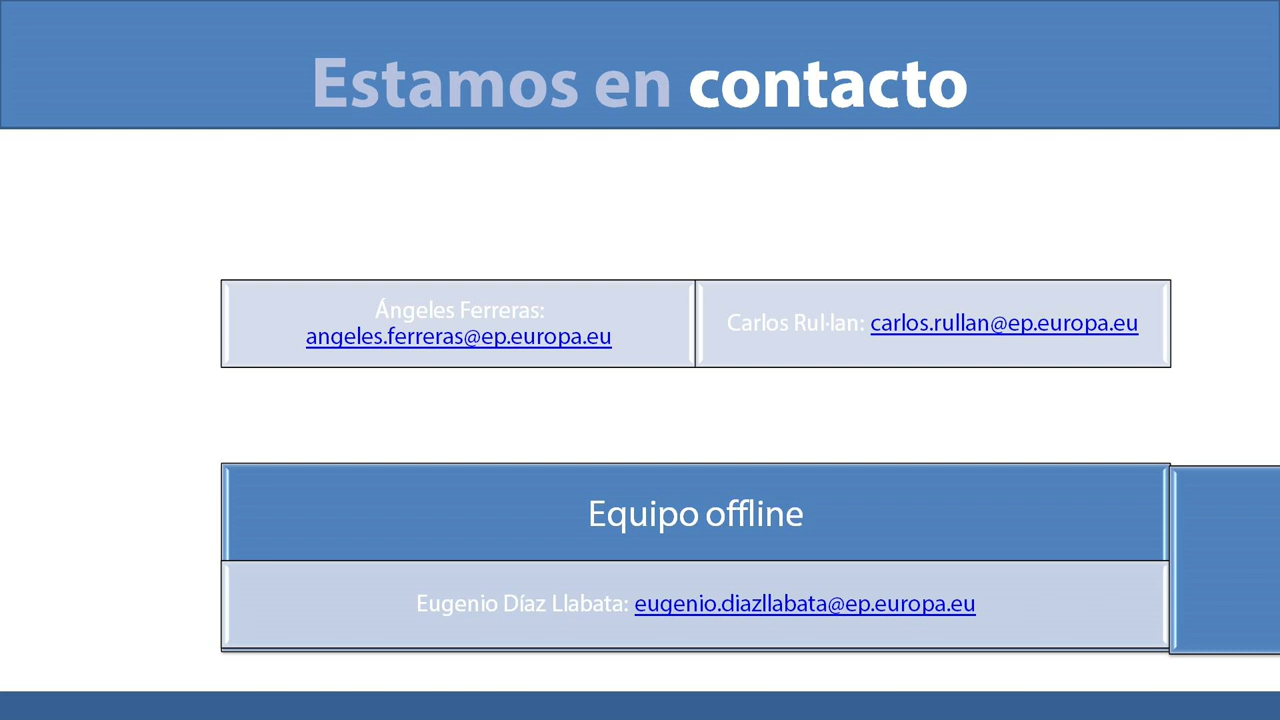 Estamos en contacto
Ángeles Ferreras:
angeles.ferreras@ep.europa.eu
Carlos Rul·lan: carlos.rullan@ep.europa.eu
Equipo offline
Eugenio Díaz Llabata: eugenio.diazllabata@ep.europa.eu